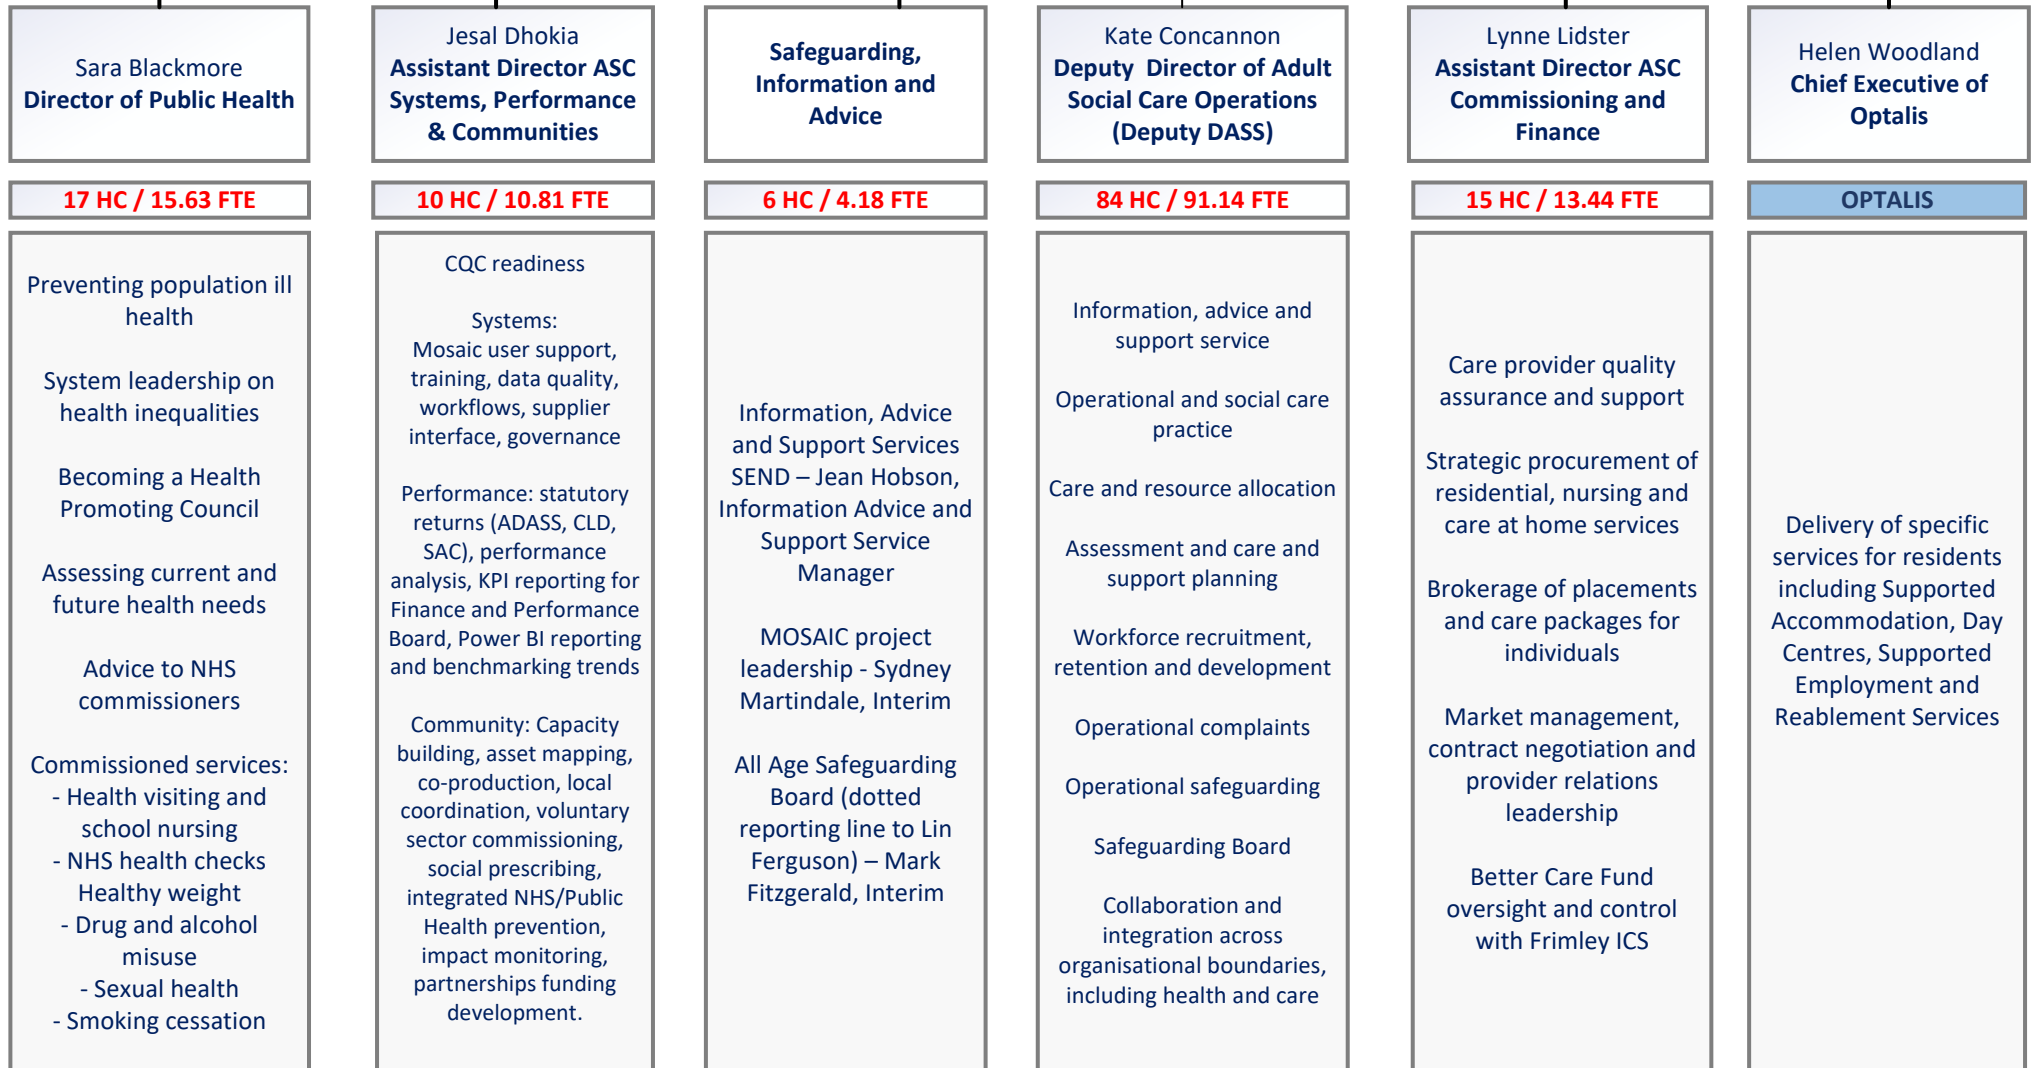 Sara Blackmore
Director of Public Health
17 HC / 15.63 FTE
Preventing population ill
health
System leadership on
health inequalities
Becoming a Health
Promoting Council
Assessing current and
future health needs
Advice to NHS
commissioners
Commissioned services:
- Health visiting and
school nursing
- NHS health checks
Healthy weight
- Drug and alcohol
misuse
- Sexual health
- Smoking cessation
Jesal Dhokia
Assistant Director ASC
Systems, Performance
& Communities
10 HC / 10.81 FTE
CQC readiness
Systems:
Mosaic user support,
training, data quality,
workflows, supplier
interface, governance
Performance: statutory
returns (ADASS, CLD,
SAC), performance
analysis, KPI reporting for
Finance and Performance
Board, Power BI reporting
and benchmarking trends
Community: Capacity
building, asset mapping,
co-production, local
coordination, voluntary
sector commissioning,
social prescribing,
integrated NHS/Public
Health prevention,
impact monitoring,
partnerships funding
development.
Safeguarding,
Information and
Advice
6 HC / 4.18 FTE
Information, Advice
and Support Services
SEND – Jean Hobson,
Information Advice and
Support Service
Manager
MOSAIC project
leadership - Sydney
Martindale, Interim
All Age Safeguarding
Board (dotted
reporting line to Lin
Ferguson) – Mark
Fitzgerald, Interim
Kate Concannon
Deputy  Director of Adult
Social Care Operations
(Deputy DASS)
84 HC / 91.14 FTE
Information, advice and
support service
Operational and social care
practice
Care and resource allocation
Assessment and care and
support planning
Workforce recruitment,
retention and development
Operational complaints
Operational safeguarding
Safeguarding Board
Collaboration and
integration across
organisational boundaries,
including health and care
Lynne Lidster
Assistant Director ASC
Commissioning and
Finance
15 HC / 13.44 FTE
Care provider quality
assurance and support
Strategic procurement of
residential, nursing and
care at home services
Brokerage of placements
and care packages for
individuals
Market management,
contract negotiation and
provider relations
leadership
Better Care Fund
oversight and control
with Frimley ICS
Helen Woodland
Chief Executive of
Optalis
OPTALIS
Delivery of specific
services for residents
including Supported
Accommodation, Day
Centres, Supported
Employment and
Reablement Services